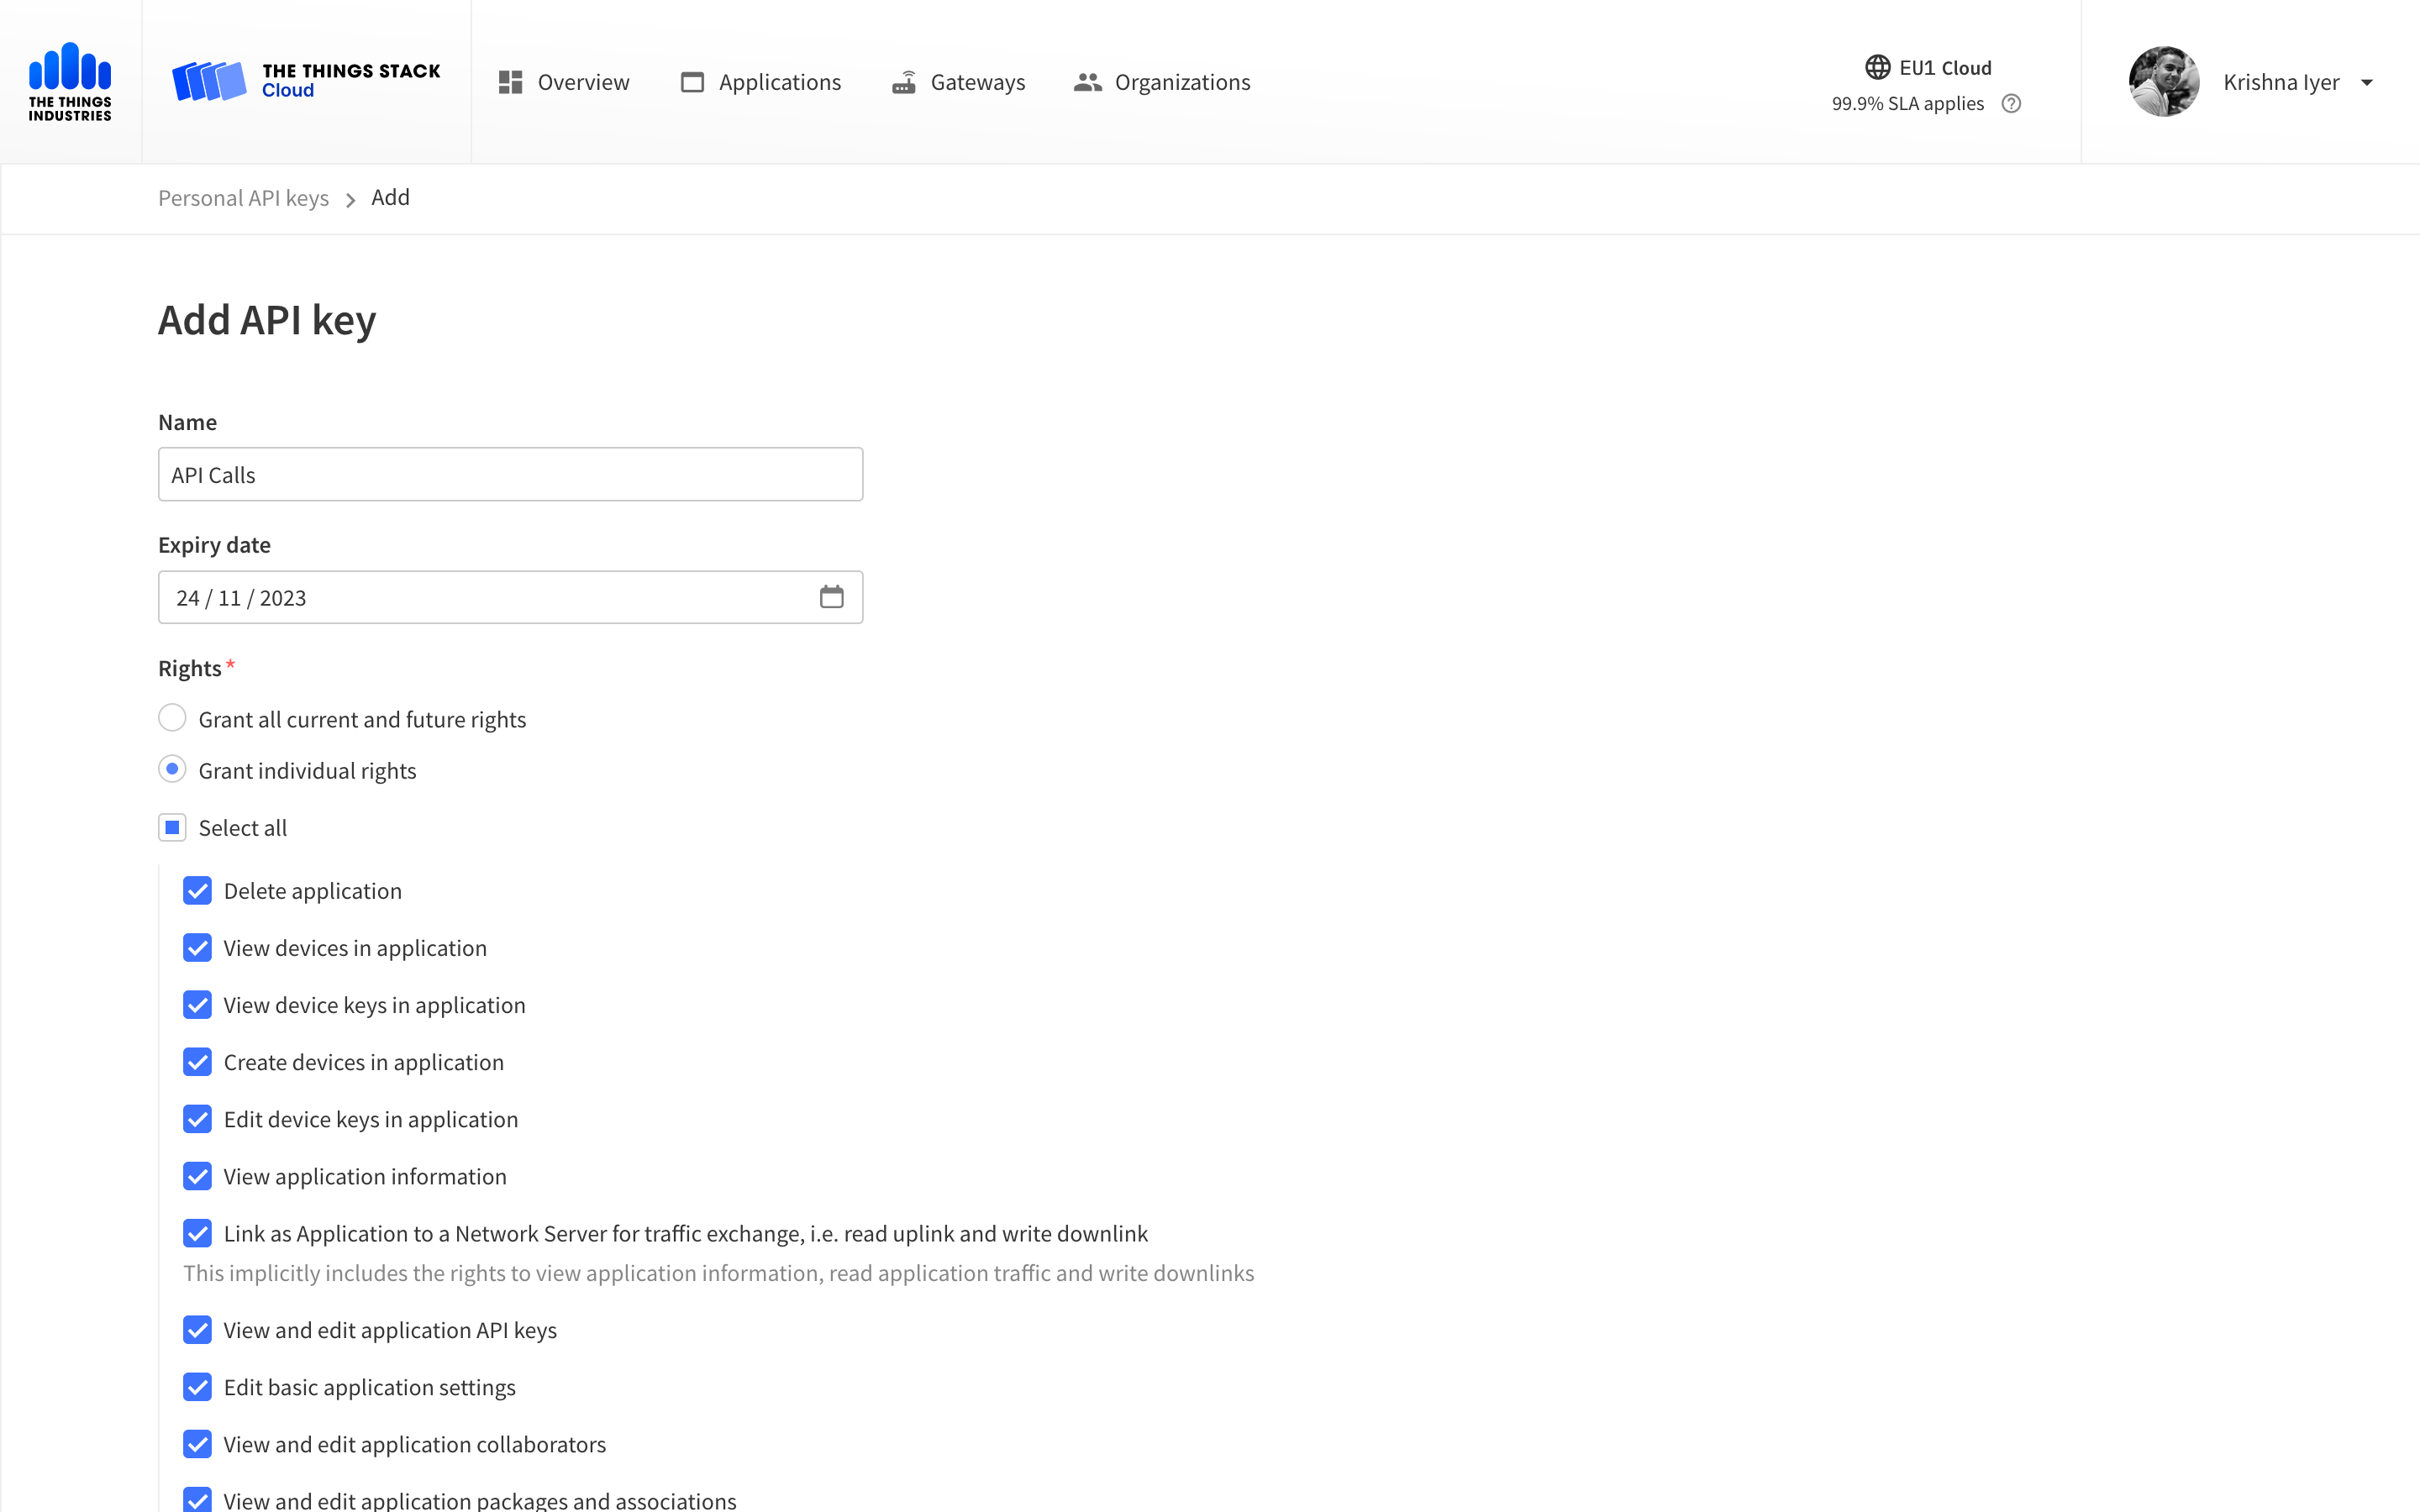 THE THINGS
INDUSTRIES
THE THINGS STACK
Cloud
Overview
Applications
Gateways
Organizations
EU1 Cloud
99.9% SLA applies
Krishna Iyer
Personal API keys
Add
Add API key
Name
API Calls
Expiry date
24 / 11 / 2023
Rights *
Grant all current and future rights
Grant individual rights
Select all
Delete application
View devices in application
View device keys in application
Create devices in application
Edit device keys in application
View application information
Link as Application to a Network Server for traffic exchange, i.e. read uplink and write downlink
This implicitly includes the rights to view application information, read application traffic and write downlinks
View and edit application API keys
Edit basic application settings
View and edit application collaborators
View and edit application packages and associations